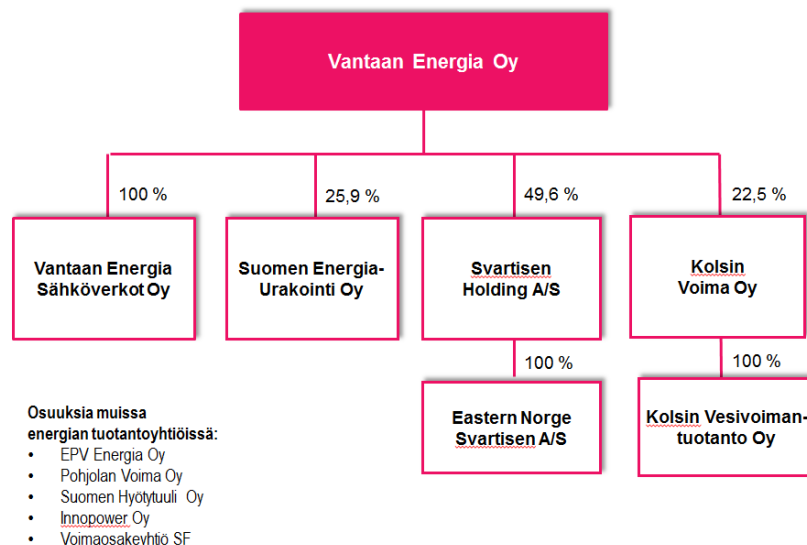 Vantaan Energia Oy
100 %
25,9 %
49,6 %
22,5 %
Vantaan Energia
Sähköverkot Oy
Suomen Energia-
Urakointi Oy
Svartisen
Holding A/S
Kolsin
Voima Oy
100 %
100 %
Eastern Norge
Svartisen A/S
Kolsin Vesivoiman-
tuotanto Oy
Osuuksia muissa
energian tuotantoyhtiöissä:
• EPV Energia Oy
• Pohjolan Voima Oy
• Suomen Hyötytuuli Oy
• Innopower Oy
• Voimaosakeyhtiö SF